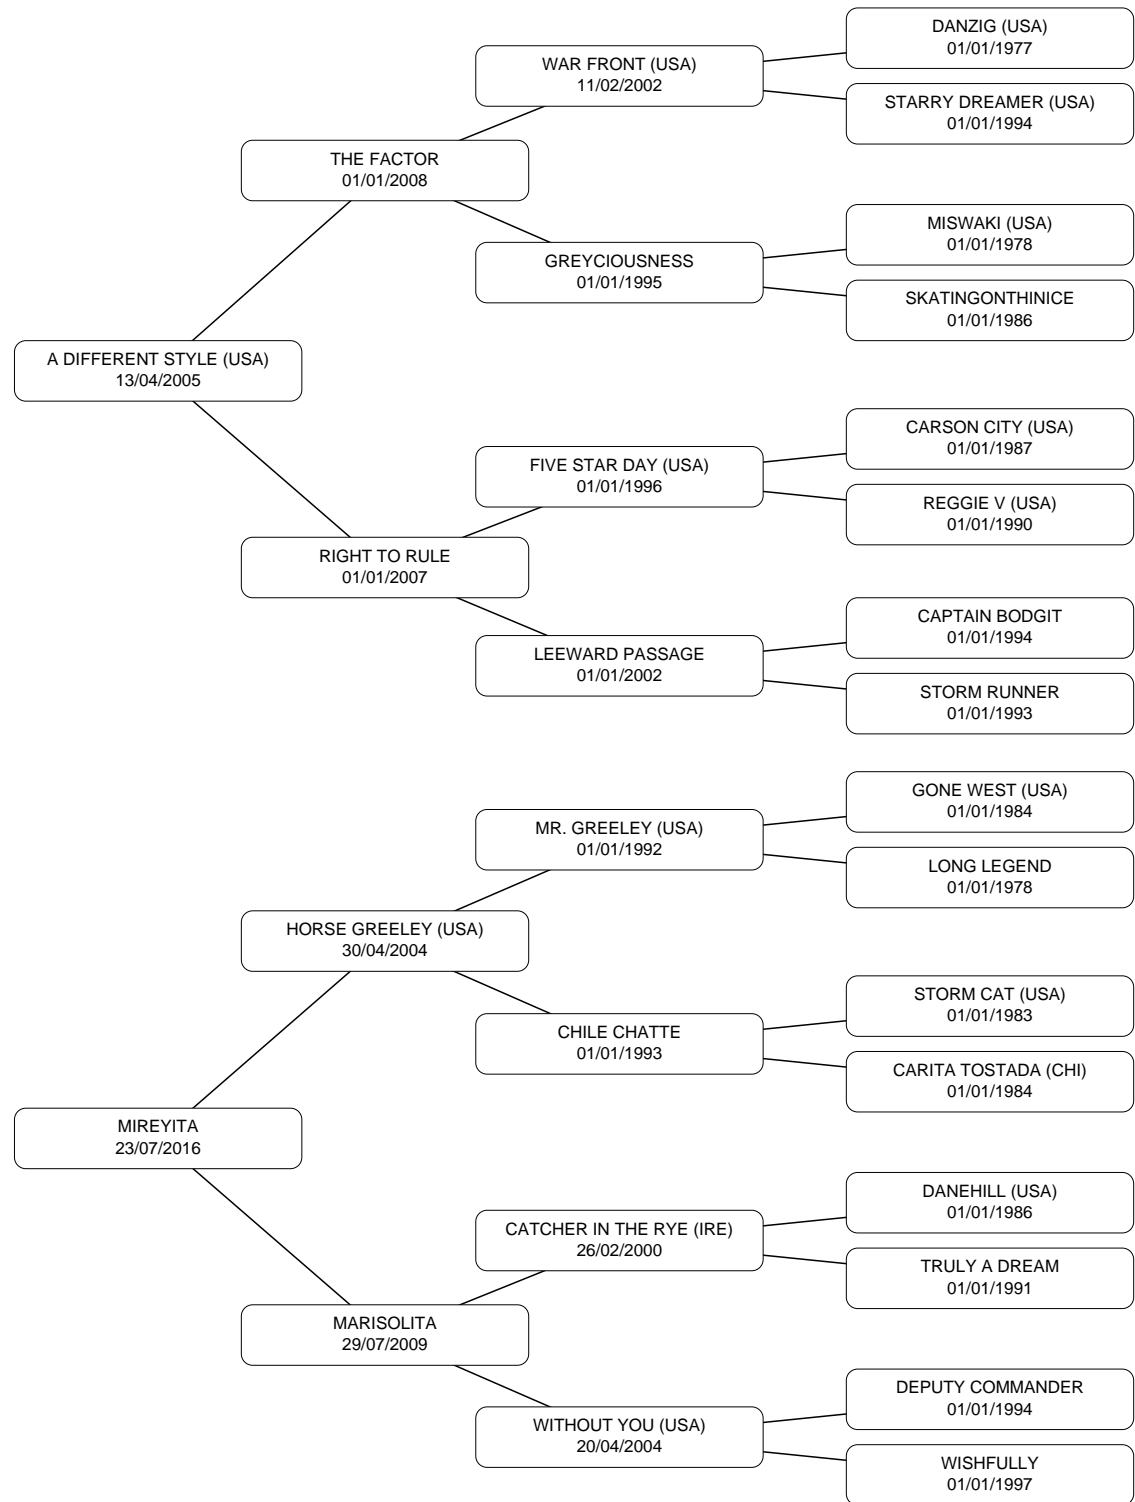 DANZIG (USA)
01/01/1977
WAR FRONT (USA)
11/02/2002
STARRY DREAMER (USA)
01/01/1994
THE FACTOR
01/01/2008
MISWAKI (USA)
01/01/1978
GREYCIOUSNESS
01/01/1995
SKATINGONTHINICE
01/01/1986
A DIFFERENT STYLE (USA)
13/04/2005
CARSON CITY (USA)
01/01/1987
FIVE STAR DAY (USA)
01/01/1996
REGGIE V (USA)
01/01/1990
RIGHT TO RULE
01/01/2007
CAPTAIN BODGIT
01/01/1994
LEEWARD PASSAGE
01/01/2002
STORM RUNNER
01/01/1993
GONE WEST (USA)
01/01/1984
MR. GREELEY (USA)
01/01/1992
LONG LEGEND
01/01/1978
HORSE GREELEY (USA)
30/04/2004
STORM CAT (USA)
01/01/1983
CHILE CHATTE
01/01/1993
CARITA TOSTADA (CHI)
01/01/1984
MIREYITA
23/07/2016
DANEHILL (USA)
01/01/1986
CATCHER IN THE RYE (IRE)
26/02/2000
TRULY A DREAM
01/01/1991
MARISOLITA
29/07/2009
DEPUTY COMMANDER
01/01/1994
WITHOUT YOU (USA)
20/04/2004
WISHFULLY
01/01/1997